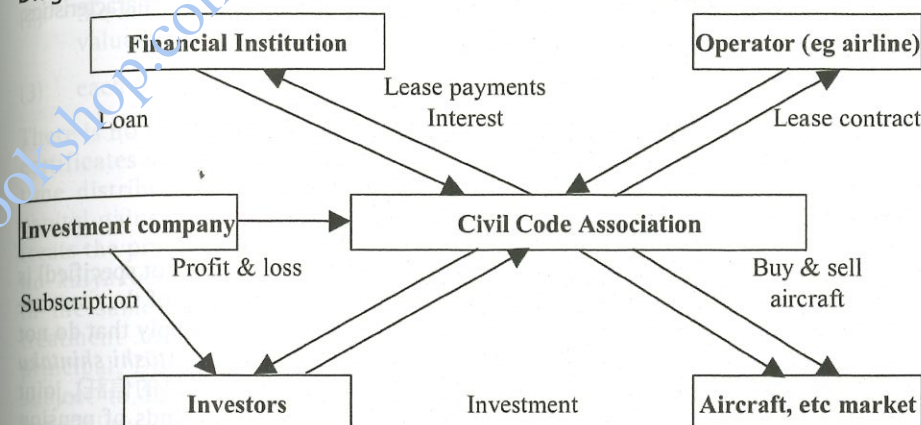 Financial Institution
Operator (eg airline)
Lease payments
Loan
Interest
Lease contract
Investment company
Civil Code Association
Profit & loss
Buy & sell
Subscription
aircraft
Investors
Investment
Aircraft, etc market